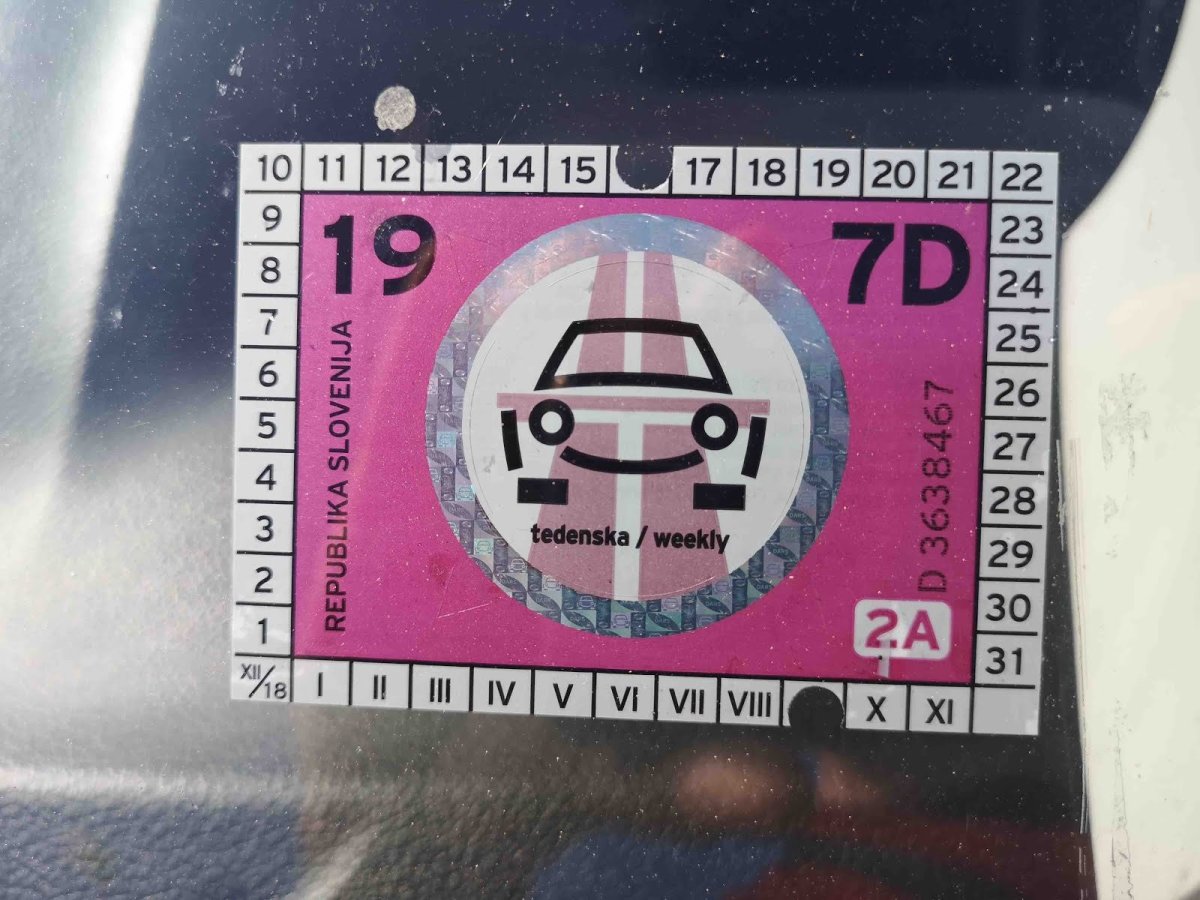 10 11 12 13 14 15 17 18 19 20 21 22
9
8
7
6
5
4
3
2
1
XII/18 I II III IV V VI VII VIII X XI
23
24
25
26
27
28
29
30
31
19
7D
REPUBLIKA SLOVENIJA
tedenska / weekly
D 3638467
2A